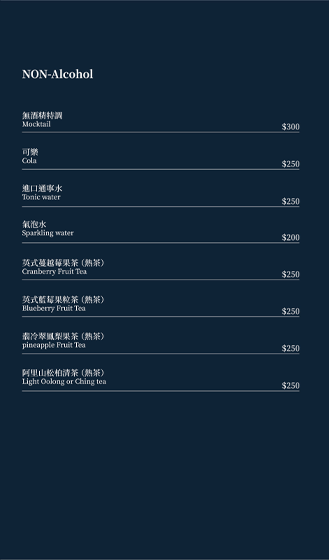 NON-Alcohol
無酒精特調
Mocktail
$300
可樂
Cola
$250
進口通寧水
Tonic water
$250
氣泡水
Sparkling water
$200
英式蔓越莓果茶（熱茶）
Cranberry Fruit Tea
$250
英式藍莓果粒茶（熱茶）
Blueberry Fruit Tea
$250
翡冷翠鳳梨果茶（熱茶）
pineapple Fruit Tea
$250
阿里山松柏清茶（熱茶）
Light Oolong or Ching tea
$250